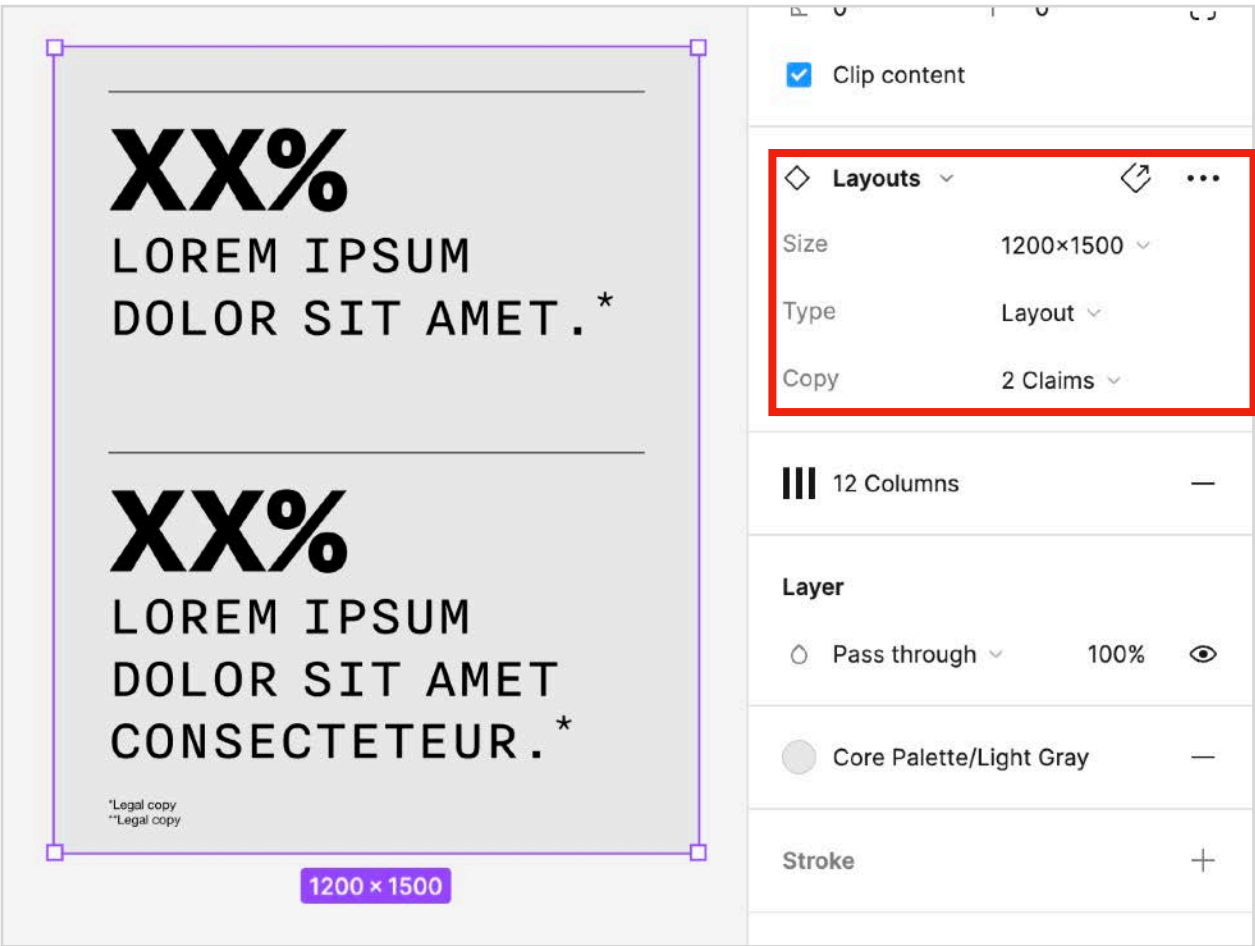 XX%
LOREM IPSUM
DOLOR SIT AMET.*
XX%
LOREM IPSUM
DOLOR SIT AMET
CONSECTETEUR.*
*Legal copy
**Legal copy
1200 × 1500
Clip content
Layouts
Size 1200×1500
Type Layout
Copy 2 Claims
12 Columns
Layer
Pass through 100%
Core Palette/Light Gray
Stroke